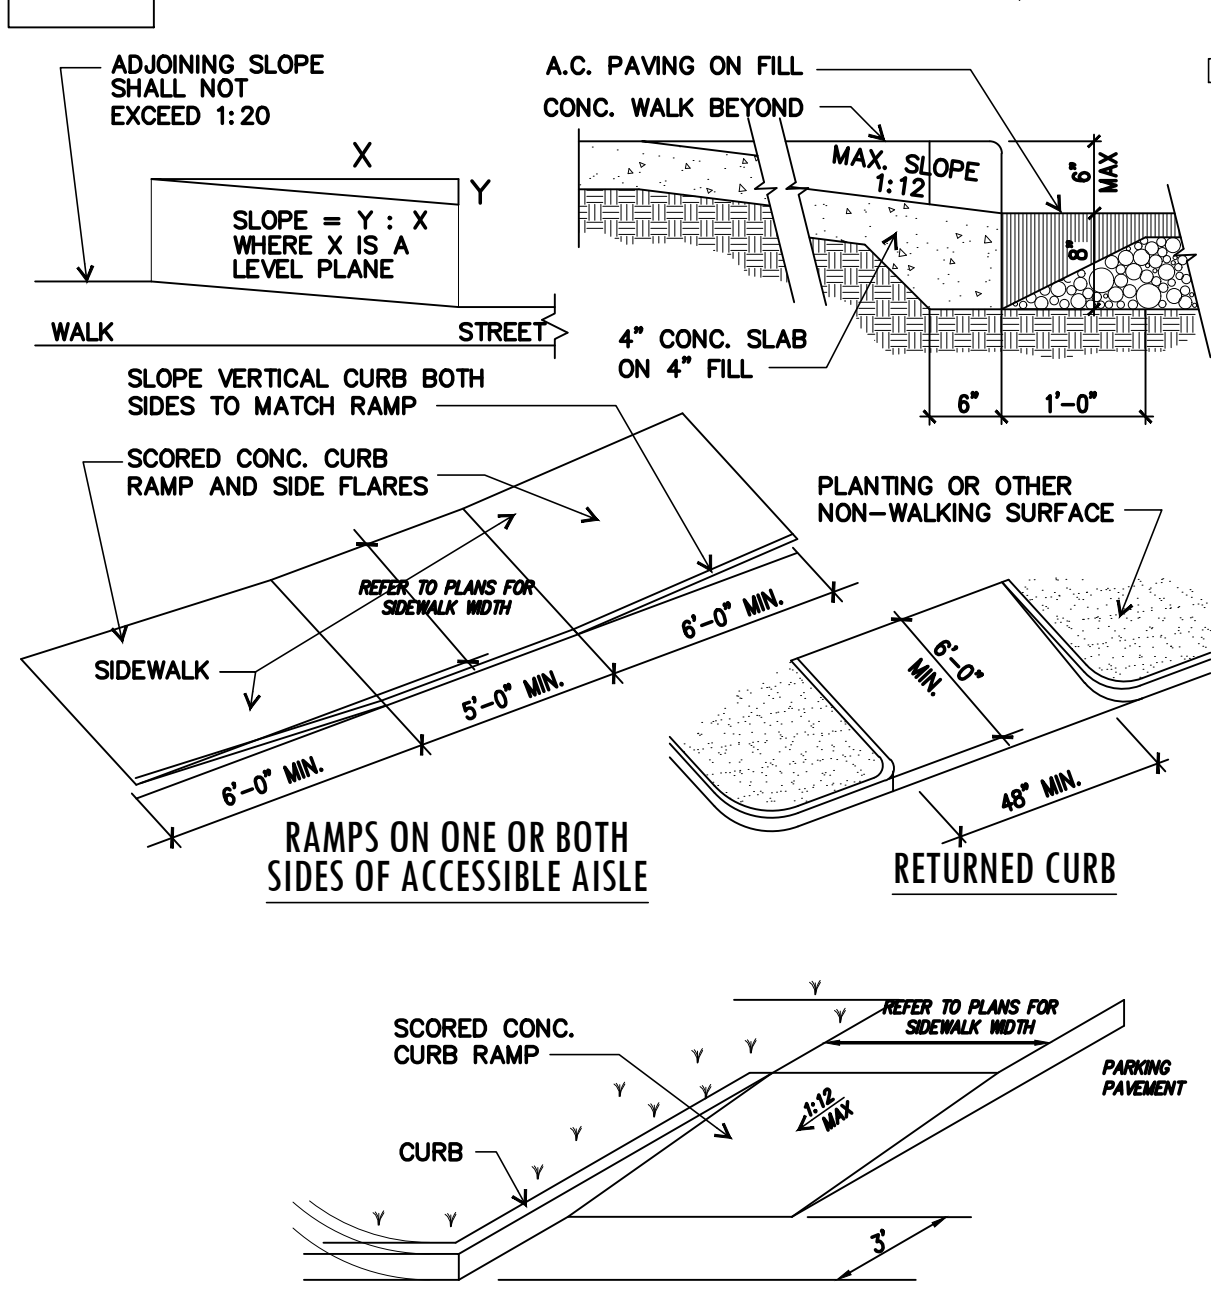 ADJOINING SLOPE
SHALL NOT
EXCEED 1:20
X
Y
SLOPE = Y : X
WHERE X IS A
LEVEL PLANE
WALK
STREET
A.C. PAVING ON FILL
CONC. WALK BEYOND
MAX. SLOPE
1:12
6"
MAX
8"
4" CONC. SLAB
ON 4" FILL
6"
1'-0"
SLOPE VERTICAL CURB BOTH
SIDES TO MATCH RAMP
SCORED CONC. CURB
RAMP AND SIDE FLARES
REFER TO PLANS FOR
SIDEWALK WIDTH
SIDEWALK
6'-0" MIN.
5'-0" MIN.
6'-0" MIN.
RAMPS ON ONE OR BOTH
SIDES OF ACCESSIBLE AISLE
PLANTING OR OTHER
NON-WALKING SURFACE
6'-0"
MIN.
48" MIN.
RETURNED CURB
REFER TO PLANS FOR
SIDEWALK WIDTH
SCORED CONC.
CURB RAMP
PARKING
PAVEMENT
1:12
MAX
CURB
3'